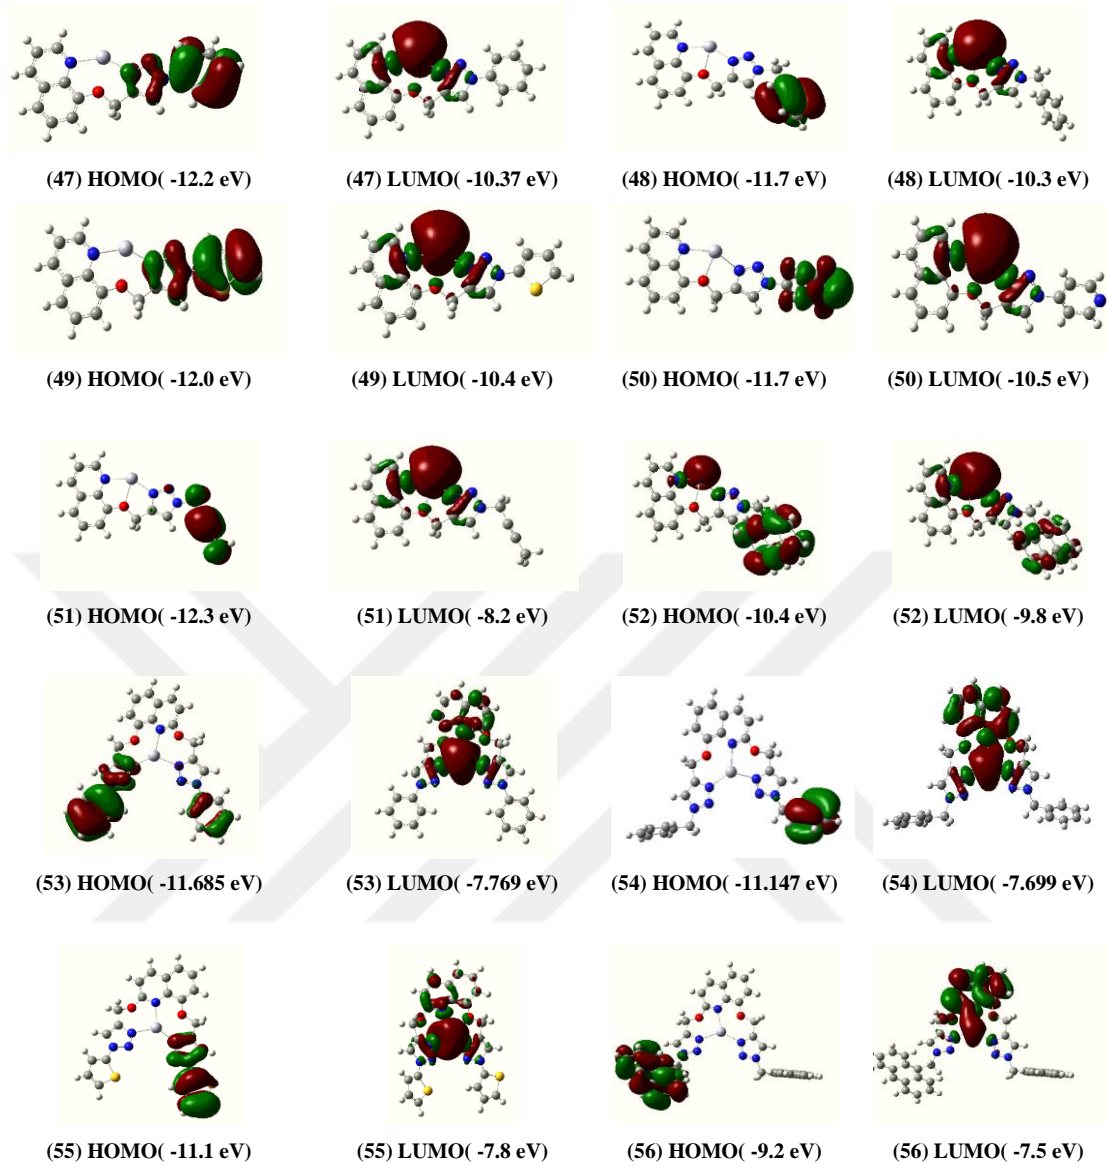 (47) HOMO( -12.2 eV) (47) LUMO( -10.37 eV) (48) HOMO( -11.7 eV) (48) LUMO( -10.3 eV)
(49) HOMO( -12.0 eV) (49) LUMO( -10.4 eV) (50) HOMO( -11.7 eV) (50) LUMO( -10.5 eV)
(51) HOMO( -12.3 eV) (51) LUMO( -8.2 eV) (52) HOMO( -10.4 eV) (52) LUMO( -9.8 eV)
(53) HOMO( -11.685 eV) (53) LUMO( -7.769 eV) (54) HOMO( -11.147 eV) (54) LUMO( -7.699 eV)
(55) HOMO( -11.1 eV) (55) LUMO( -7.8 eV) (56) HOMO( -9.2 eV) (56) LUMO( -7.5 eV)